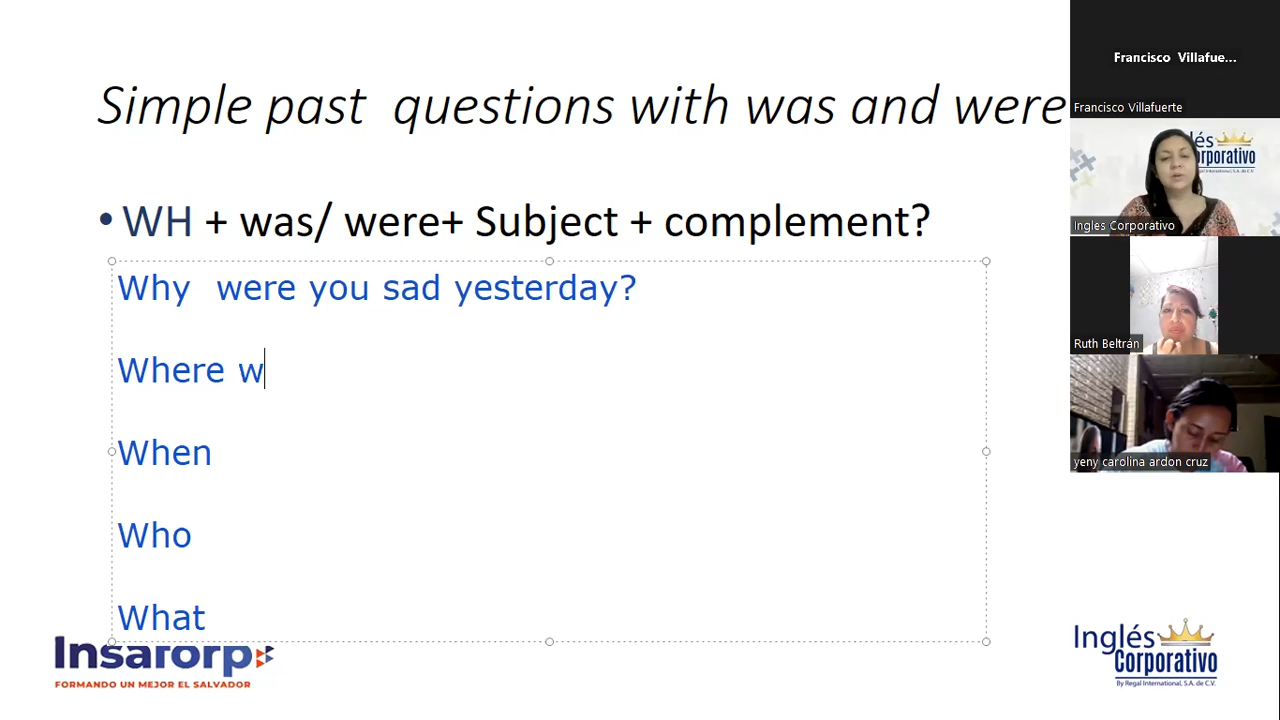 Francisco Villafue...
Francisco Villafuerte
Simple past questions with was and were
lés
orporativo
Ingles Corporativo
• WH + was/ were+ Subject + complement?
Why were you sad yesterday?
Ruth Beltrán
Where w
When
yeny carolina ardon cruz
Who
What
Insarorp
FORMANDO UN MEJOR EL SALVADOR
Inglés
Corporativo
By Regal International, S.A. de C.V.